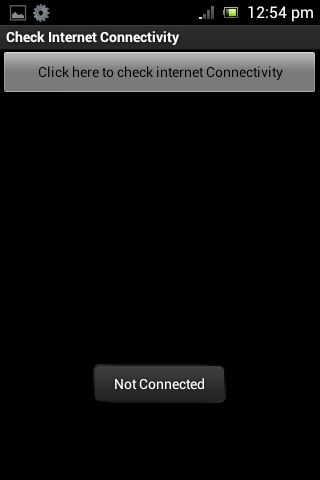 12:54 pm
Check Internet Connectivity
Click here to check internet Connectivity
Not Connected